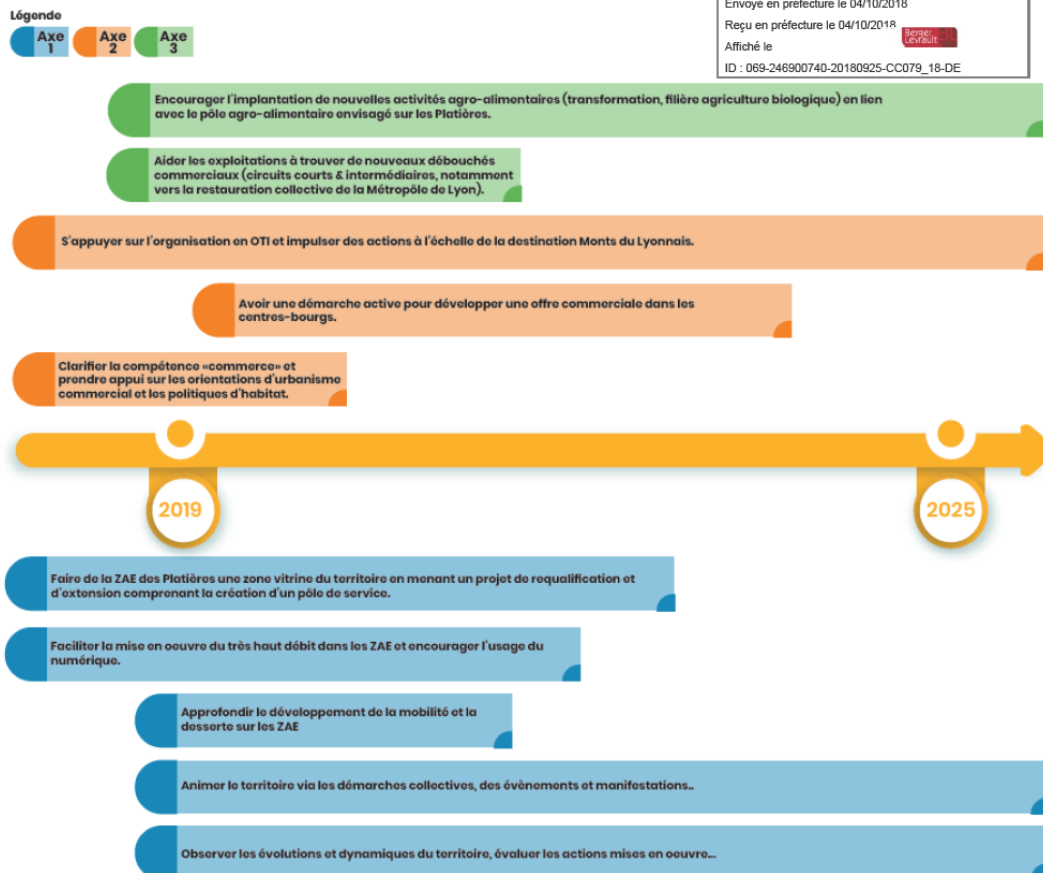 Légende
Axe 1
Axe 2
Axe 3
Envoyé en préfecture le 04/10/2018
Reçu en préfecture le 04/10/2018
Affiché le
Berger Levrault
ID : 069-246900740-20180925-CC079_18-DE
Encourager l'implantation de nouvelles activités agro-alimentaires (transformation, filière agriculture biologique) en lien
avec le pôle agro-alimentaire envisagé sur les Platières.
Aider les exploitations à trouver de nouveaux débouchés
commerciaux (circuits courts & intermédiaires, notamment
vers la restauration collective de la Métropôle de Lyon).
S'appuyer sur l'organisation en OTI et impulser des actions à l'échelle de la destination Monts du Lyonnais.
Avoir une démarche active pour développer une offre commerciale dans les
centres-bourgs.
Clarifier la compétence «commerce» et
prendre appui sur les orientations d'urbanisme
commercial et les politiques d'habitat.
2019
2025
Faire de la ZAE des Platières une zone vitrine du territoire en menant un projet de requalification et
d'extension comprenant la création d'un pôle de service.
Faciliter la mise en oeuvre du très haut débit dans les ZAE et encourager l'usage du
numérique.
Approfondir le développement de la mobilité et la
desserte sur les ZAE
Animer le territoire via les démarches collectives, des évènements et manifestations..
Observer les évolutions et dynamiques du territoire, évaluer les actions mises en oeuvre...